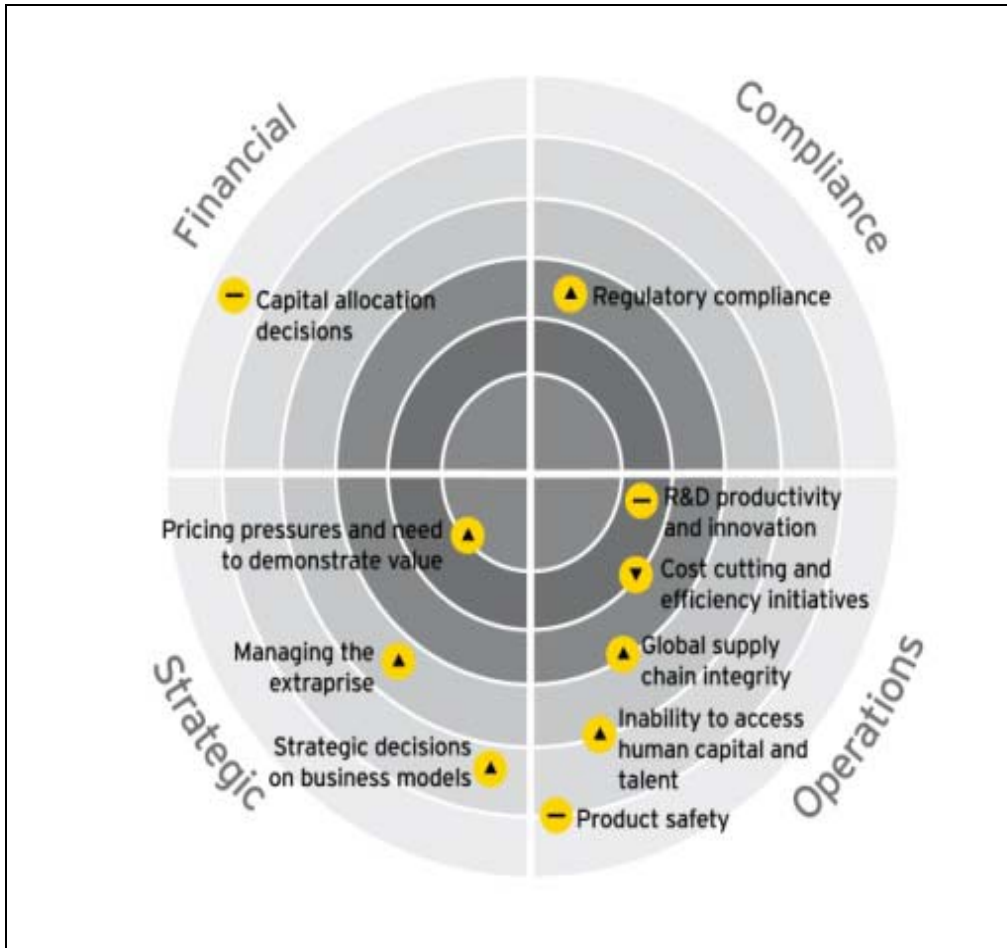 Financial
Compliance
Capital allocation
decisions
Regulatory compliance
Pricing pressures and need
to demonstrate value
R&D productivity
and innovation
Cost cutting and
efficiency initiatives
Managing the
extraprise
Global supply
chain integrity
Strategic decisions
on business models
Inability to access
human capital and
talent
Product safety
Strategic
Operations